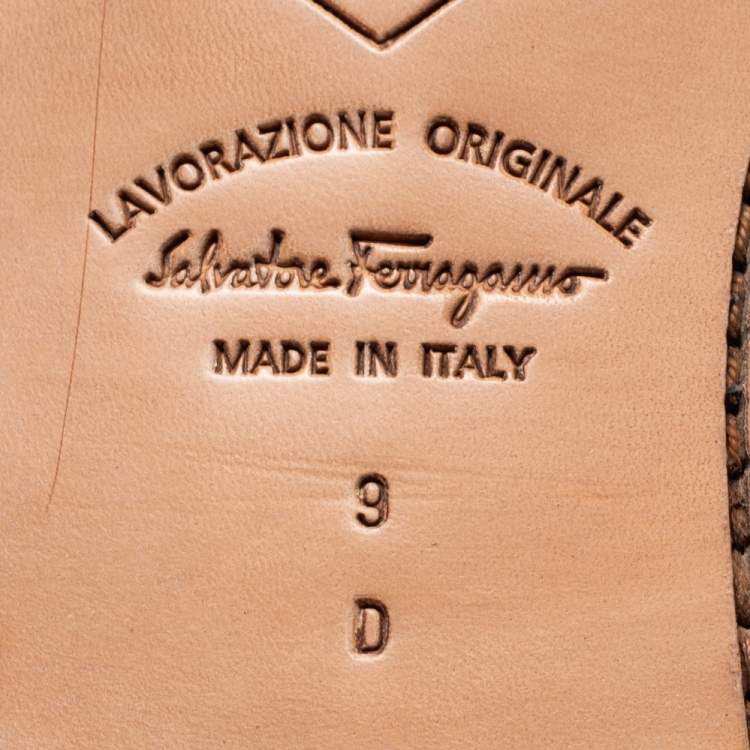 LAVORAZIONE ORIGINALE
Salvatore Ferragamo
MADE IN ITALY
9
D